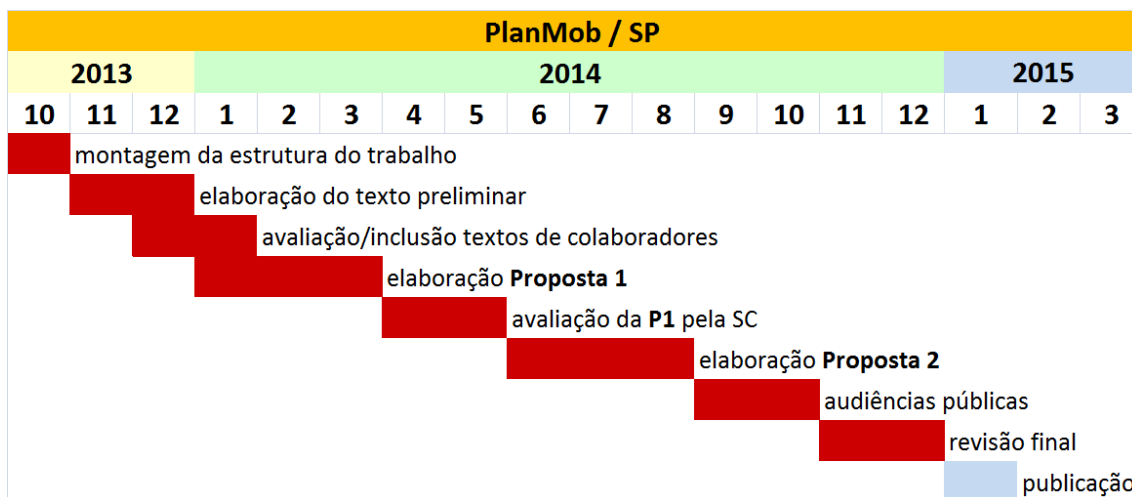 PlanMob / SP
2013 2014 2015
10 11 12 1 2 3 4 5 6 7 8 9 10 11 12 1 2 3
montagem da estrutura do trabalho
elaboração do texto preliminar
avaliação/inclusão textos de colaboradores
elaboração Proposta 1
avaliação da P1 pela SC
elaboração Proposta 2
audiências públicas
revisão final
publicação